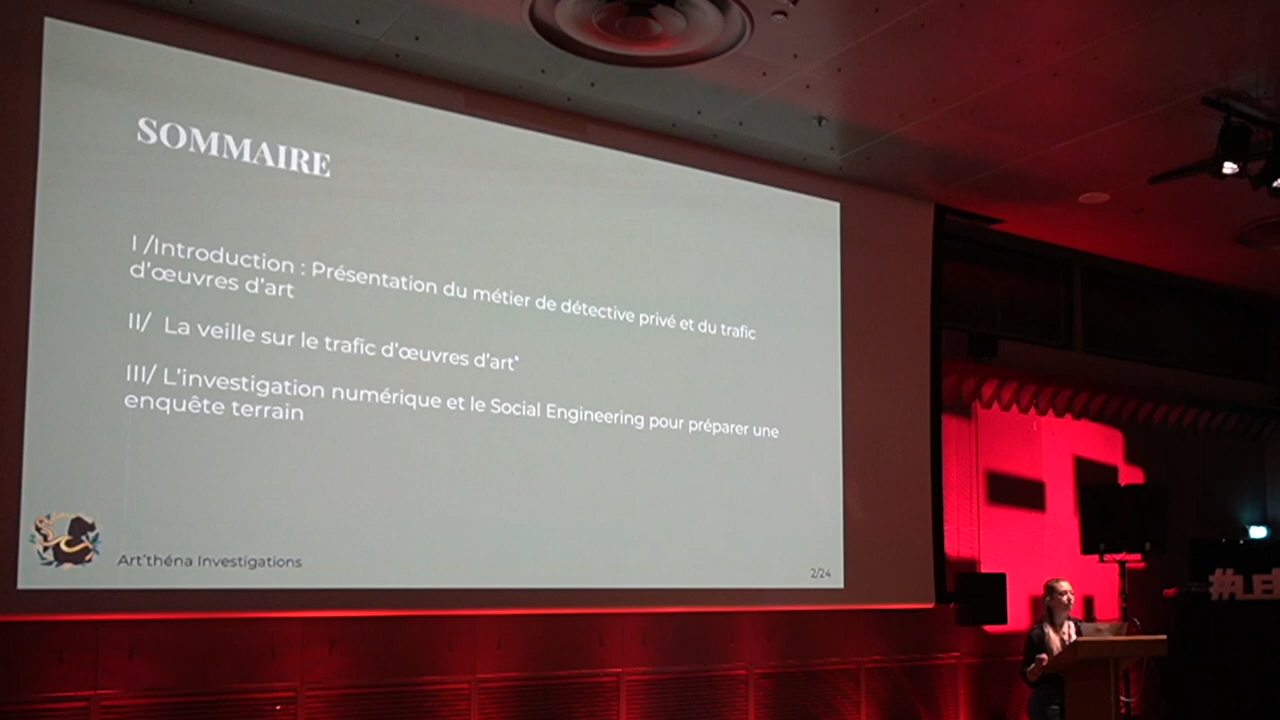 SOMMAIRE
I /Introduction : Présentation du métier de détective privé et du trafic
d'œuvres d'art
II/ La veille sur le trafic d'œuvres d'art
III/ L'investigation numérique et le Social Engineering pour préparer une
enquête terrain
Art'théna Investigations
2/24